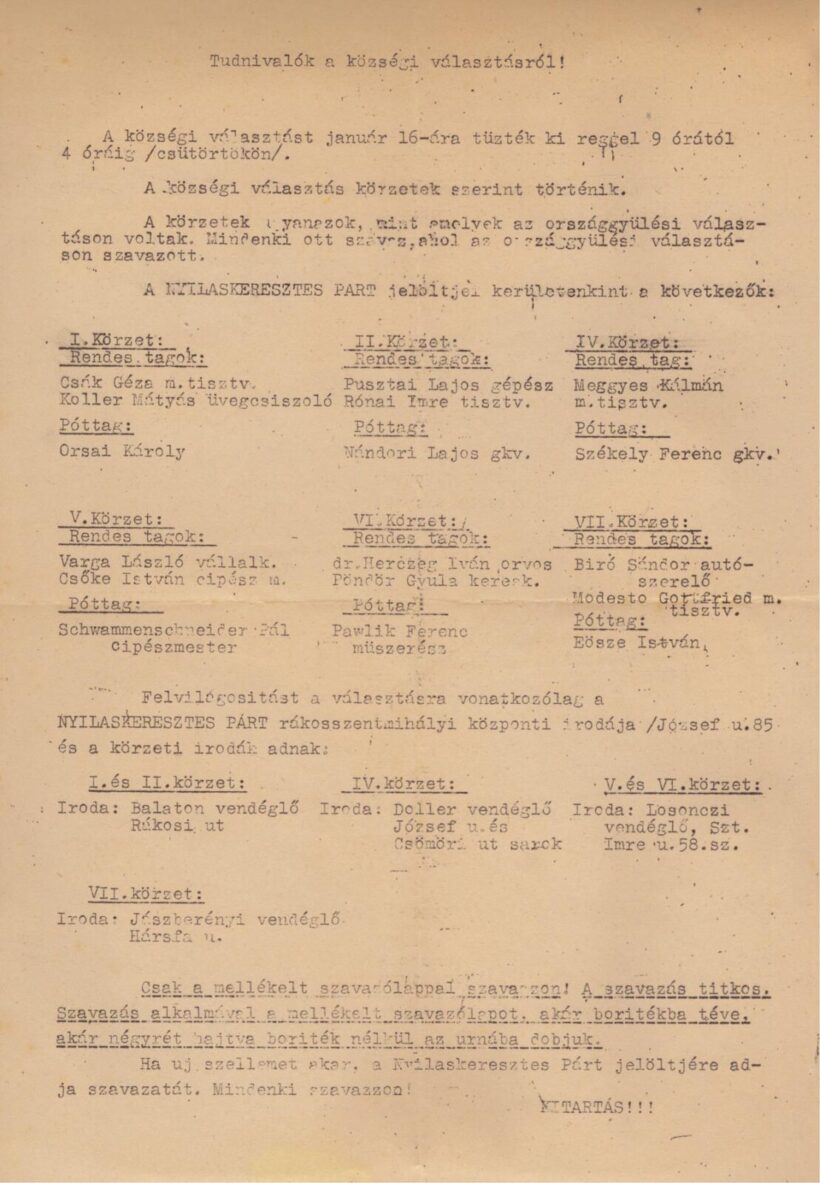 Tudnivalók a községi választásról!
A községi választást január 16-ára tüzték ki reggel 9 órától
4 óráig /csütörtökön/.
A községi választás körzetek szerint történik.
A körzetek ugyanazok, mint amelyek az országgyülési válasz-
táson voltak. Mindenki ott szavaz,ahol az országgyülési választá-
son szavazott.
A NYILASKERESZTES PÁRT jelöltjei kerületenkint a következők:
I.Körzet: II.Körzet: IV.Körzet:
Rendes tagok: Rendes tagok: Rendes tag:
Csák Géza m.tisztv. Pusztai Lajos gépész Meggyes Kálmán
Koller Mátyás üvegcsiszoló Rónai Imre tisztv. m.tisztv.
Póttag: Póttag: Póttag:
Orsai Károly Nándori Lajos gkv. Székely Ferenc gkv.
V.Körzet: VI.Körzet: VII.Körzet:
Rendes tagok: Rendes tagok: Rendes tagok:
Varga László vállalk. dr.Herczeg Iván orvos Biró Sándor autó-
Csőke István cipész m. Pöndör Gyula keresk. szerelő
Modesto Gottfried m.
tisztv.
Póttag: Póttag: Póttag:
Schwammenschneider Pál Pawlik Ferenc Eösze István,
cipészmester müszerész
Felvilágositást a választásra vonatkozólag a
NYILASKERESZTES PÁRT rákosszentmihályi központi irodája /József u.85
és a körzeti irodák adnak:
I.és II.körzet: IV.körzet: V.és VI.körzet:
Iroda: Balaton vendéglő Iroda: Doller vendéglő Iroda: Losonczi
Rákosi ut József u.és vendéglő, Szt.
Csömöri ut sarok Imre u.58.sz.
VII.körzet:
Iroda: Jászberényi vendéglő
Hársfa u.
Csak a mellékelt szavazólappal szavazzon! A szavazás titkos.
Szavazás alkalmával a mellékelt szavazólapot, akár boritékba téve,
akár négyrét hajtva boriték nélkül az urnába dobjuk.
Ha uj szellemet akar, a Nyilaskeresztes Párt jelöltjére ad-
ja szavazatát. Mindenki szavazzon!
KITARTÁS!!!